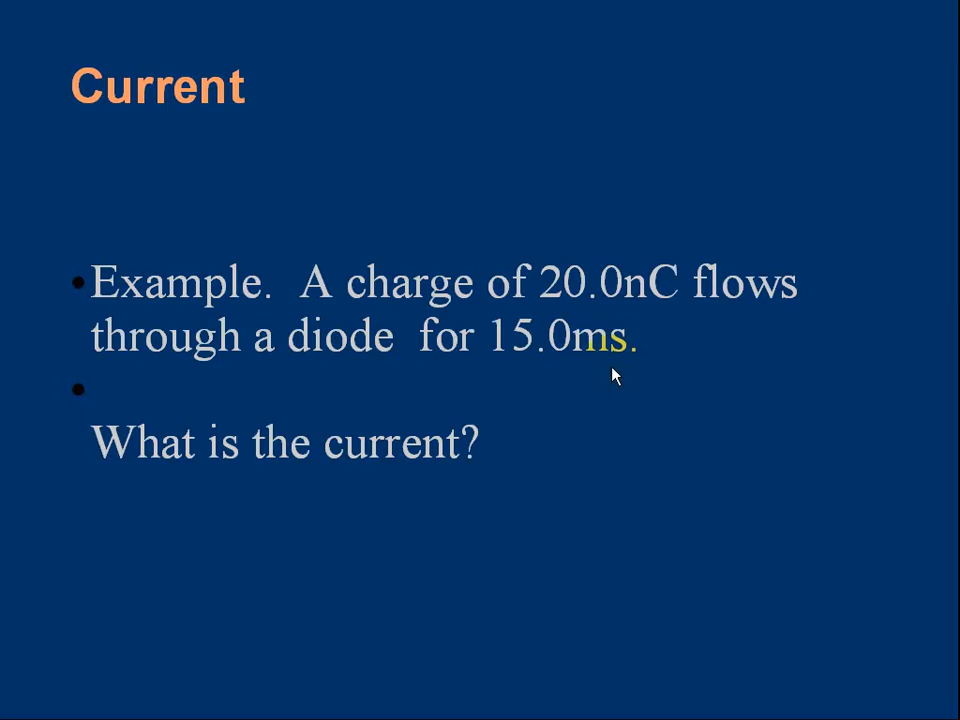 Current
•Example.  A charge of 20.0nC flows
through a diode  for 15.0ms.
•
What is the current?